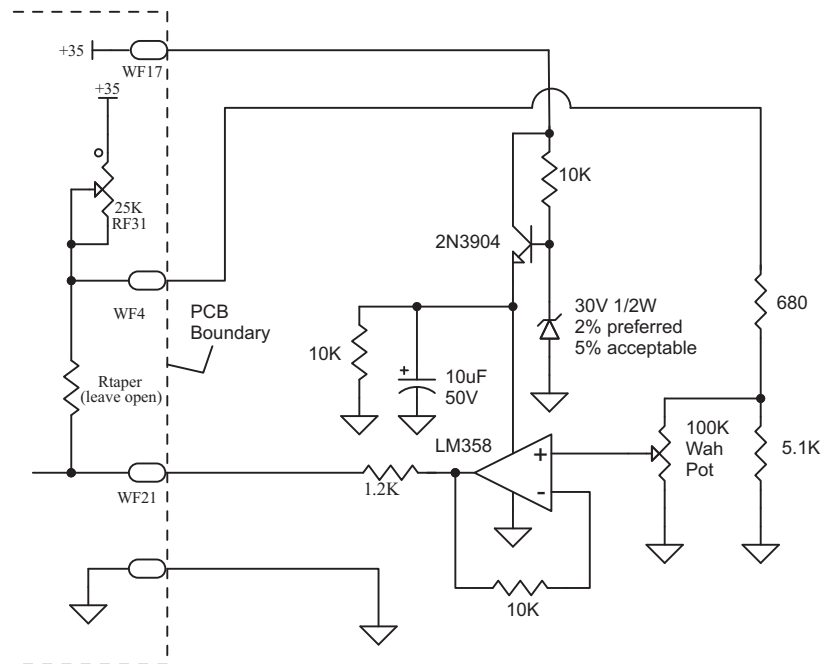 +35
WF17
+35
25K
RF31
WF4
PCB
Boundary
Rtaper
(leave open)
WF21
10K
2N3904
30V 1/2W
2% preferred
5% acceptable
680
10K
+
10uF
50V
LM358
+
-
100K
Wah
Pot
5.1K
1.2K
10K